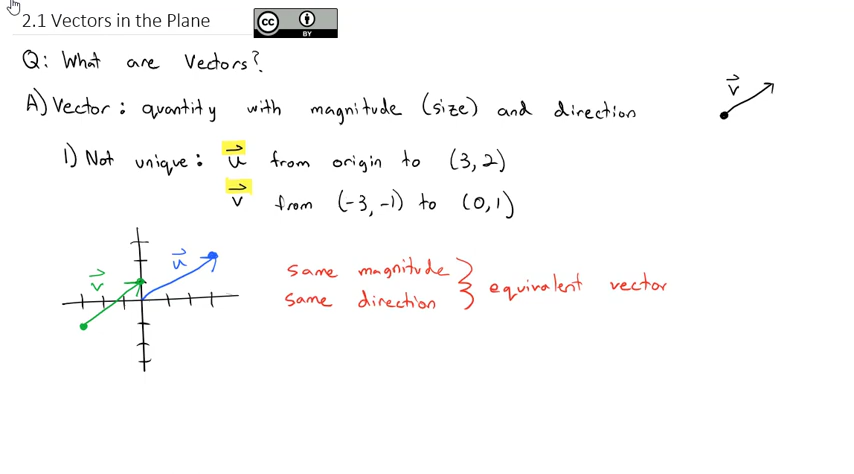 2.1 Vectors in the Plane
cc BY
Q: What are Vectors?
A) Vector: quantity with magnitude (size) and direction
v
1) Not unique: u from origin to (3, 2)
v from (-3, -1) to (0, 1)
v
u
same magnitude
same direction
equivalent vector